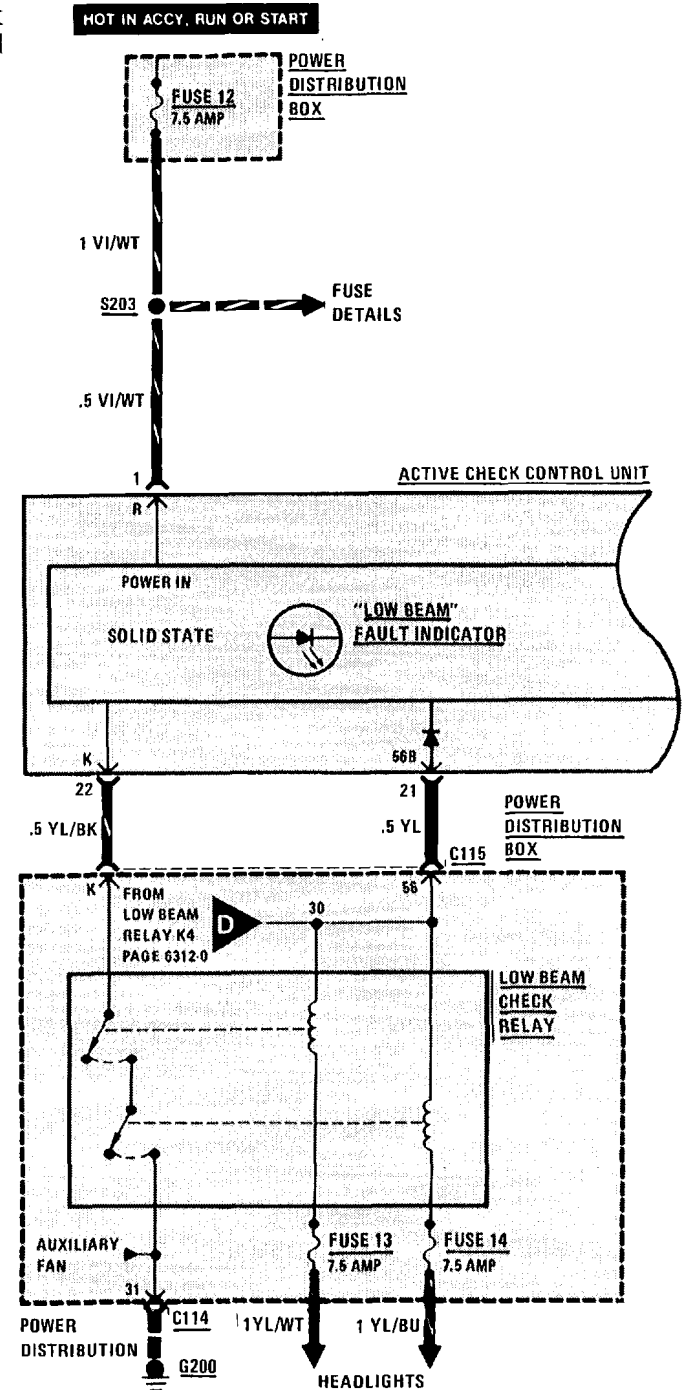 HOT IN ACCY, RUN OR START
POWER
DISTRIBUTION
BOX
FUSE 12
7.5 AMP
1 VI/WT
S203
FUSE
DETAILS
.5 VI/WT
1
ACTIVE CHECK CONTROL UNIT
R
POWER IN
SOLID STATE
"LOW BEAM"
FAULT INDICATOR
K
56B
22
21
.5 YL/BK
.5 YL
POWER
DISTRIBUTION
BOX
C115
K
56
FROM
LOW BEAM
RELAY K4
PAGE 6312-0
D
30
LOW BEAM
CHECK
RELAY
AUXILIARY
FAN
FUSE 13
7.5 AMP
FUSE 14
7.5 AMP
31
C114
1 YL/WT
1 YL/BU
POWER
DISTRIBUTION
G200
HEADLIGHTS